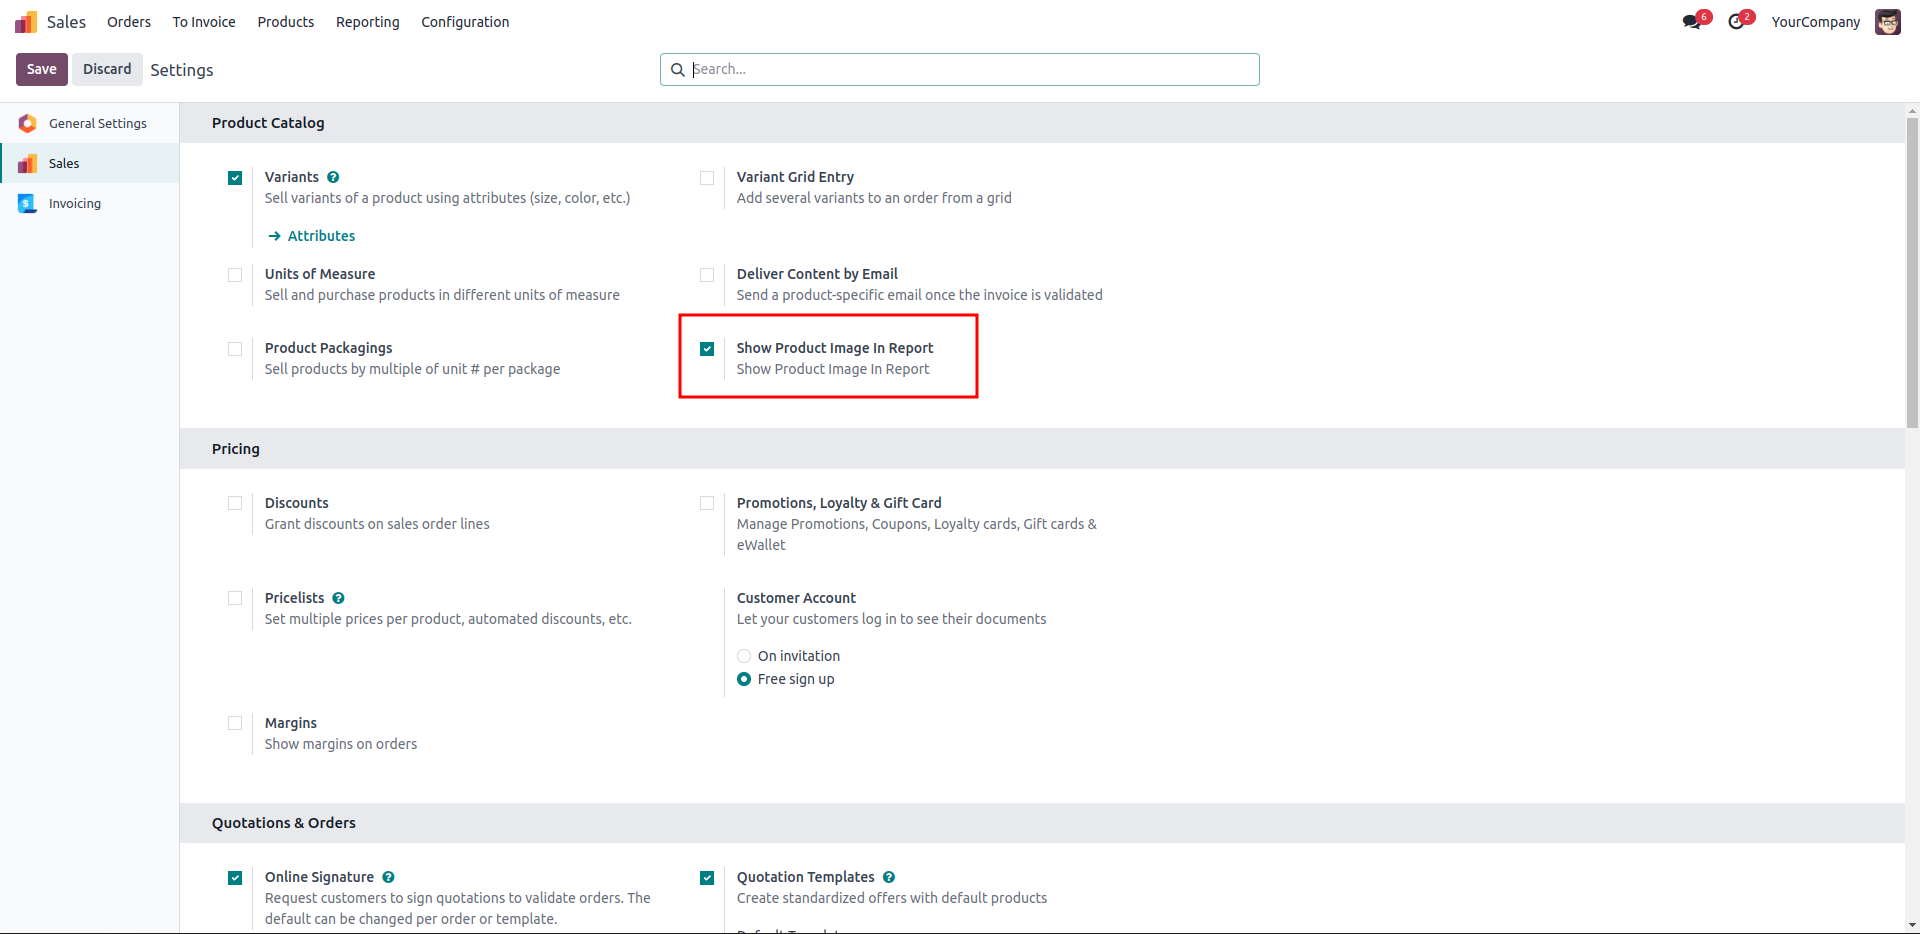 Sales
Orders
To Invoice
Products
Reporting
Configuration
6
2
YourCompany
Save
Discard
Settings
Search...
General Settings
Sales
Invoicing
Product Catalog
Variants
Sell variants of a product using attributes (size, color, etc.)
Attributes
Variant Grid Entry
Add several variants to an order from a grid
Units of Measure
Sell and purchase products in different units of measure
Deliver Content by Email
Send a product-specific email once the invoice is validated
Product Packagings
Sell products by multiple of unit # per package
Show Product Image In Report
Show Product Image In Report
Pricing
Discounts
Grant discounts on sales order lines
Promotions, Loyalty & Gift Card
Manage Promotions, Coupons, Loyalty cards, Gift cards &
eWallet
Pricelists
Set multiple prices per product, automated discounts, etc.
Customer Account
Let your customers log in to see their documents
On invitation
Free sign up
Margins
Show margins on orders
Quotations & Orders
Online Signature
Request customers to sign quotations to validate orders. The
default can be changed per order or template.
Quotation Templates
Create standardized offers with default products